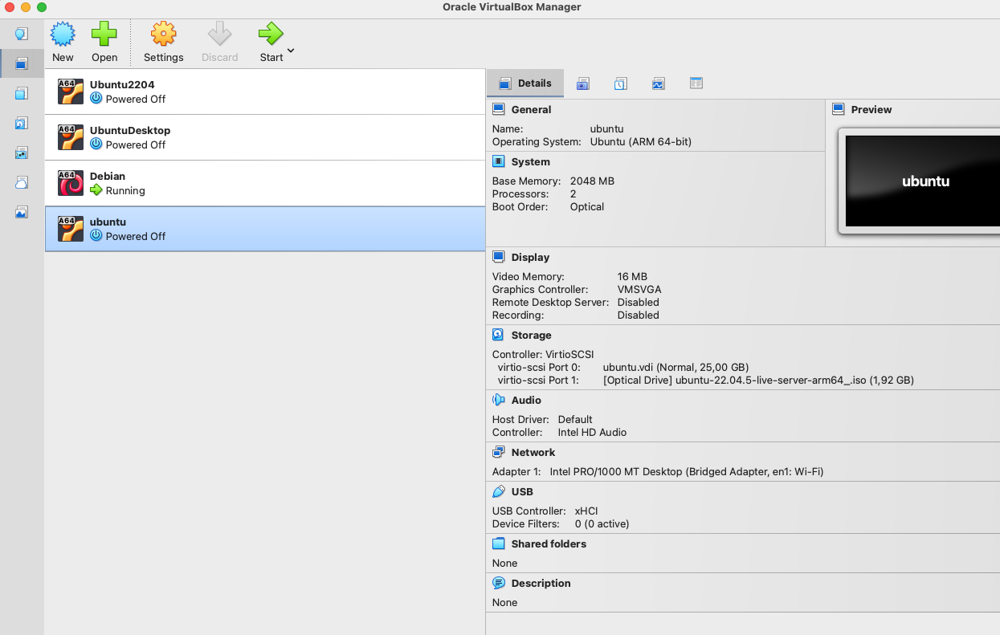 Oracle VirtualBox Manager
New
Open
Settings
Discard
Start
A64
Ubuntu2204
Powered Off
A64
UbuntuDesktop
Powered Off
A64
Debian
Running
A64
ubuntu
Powered Off
Details
General
Name: ubuntu
Operating System: Ubuntu (ARM 64-bit)
System
Base Memory: 2048 MB
Processors: 2
Boot Order: Optical
Preview
ubuntu
Display
Video Memory: 16 MB
Graphics Controller: VMSVGA
Remote Desktop Server: Disabled
Recording: Disabled
Storage
Controller: VirtioSCSI
virtio-scsi Port 0: ubuntu.vdi (Normal, 25,00 GB)
virtio-scsi Port 1: [Optical Drive] ubuntu-22.04.5-live-server-arm64_.iso (1,92 GB)
Audio
Host Driver: Default
Controller: Intel HD Audio
Network
Adapter 1: Intel PRO/1000 MT Desktop (Bridged Adapter, en1: Wi-Fi)
USB
USB Controller: xHCI
Device Filters: 0 (0 active)
Shared folders
None
Description
None